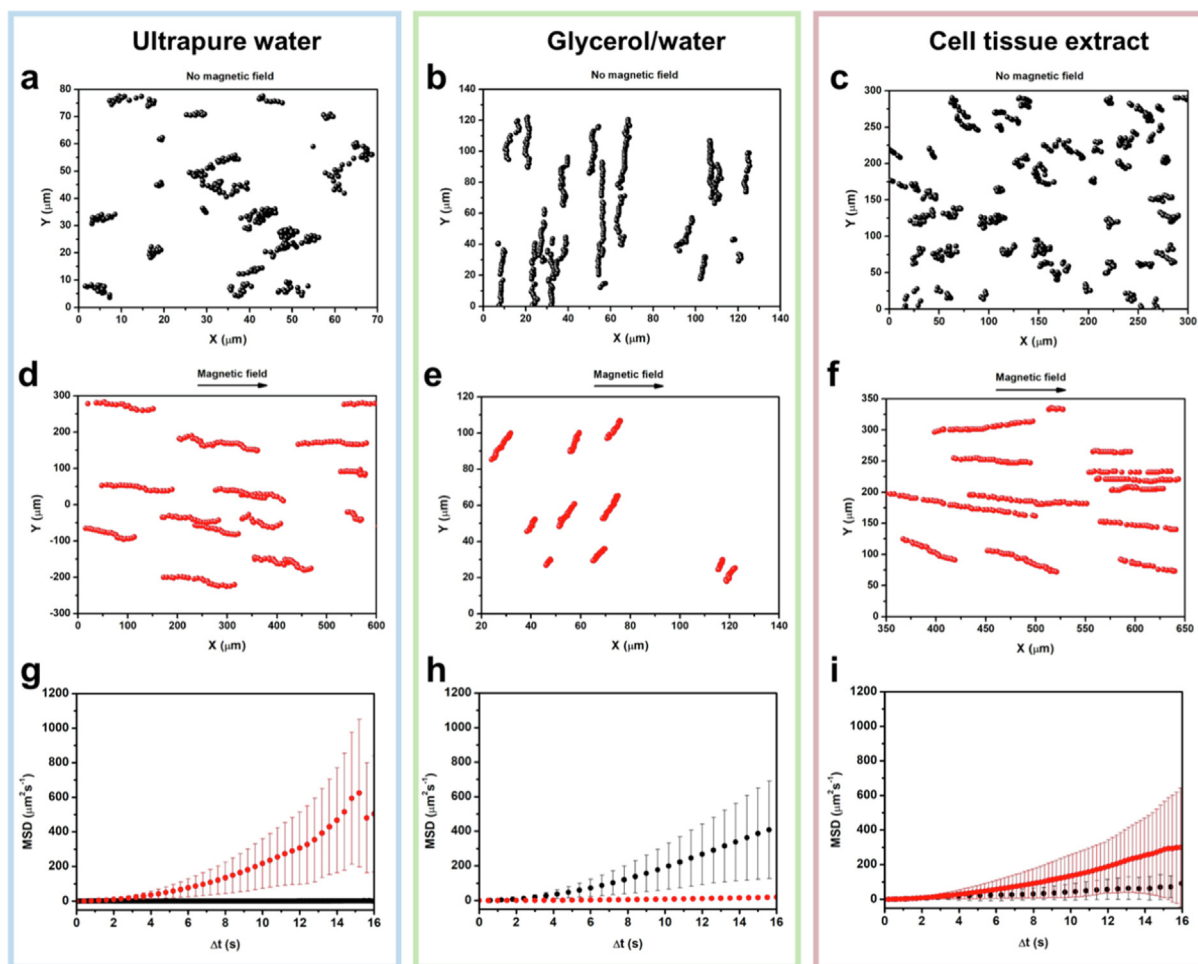 Ultrapure water
Glycerol/water
Cell tissue extract
a
No magnetic field
80
70
60
50
40
30
20
10
0
Y (μm)
0 10 20 30 40 50 60 70
X (μm)
b
No magnetic field
140
120
100
80
60
40
20
0
Y (μm)
0 20 40 60 80 100 120 140
X (μm)
c
No magnetic field
300
250
200
150
100
50
0
Y (μm)
0 50 100 150 200 250 300
X (μm)
d
Magnetic field
300
200
100
0
-100
-200
-300
Y (μm)
0 100 200 300 400 500 600
X (μm)
e
Magnetic field
120
100
80
60
40
20
0
Y (μm)
20 40 60 80 100 120 140
X (μm)
f
Magnetic field
350
300
250
200
150
100
50
0
Y (μm)
350 400 450 500 550 600 650
X (μm)
g
1200
1000
800
600
400
200
0
MSD (μm²s⁻¹)
0 2 4 6 8 10 12 14 16
Δt (s)
h
1200
1000
800
600
400
200
0
MSD (μm²s⁻¹)
0 2 4 6 8 10 12 14 16
Δt (s)
i
1200
1000
800
600
400
200
0
MSD (μm²s⁻¹)
0 2 4 6 8 10 12 14 16
Δt (s)